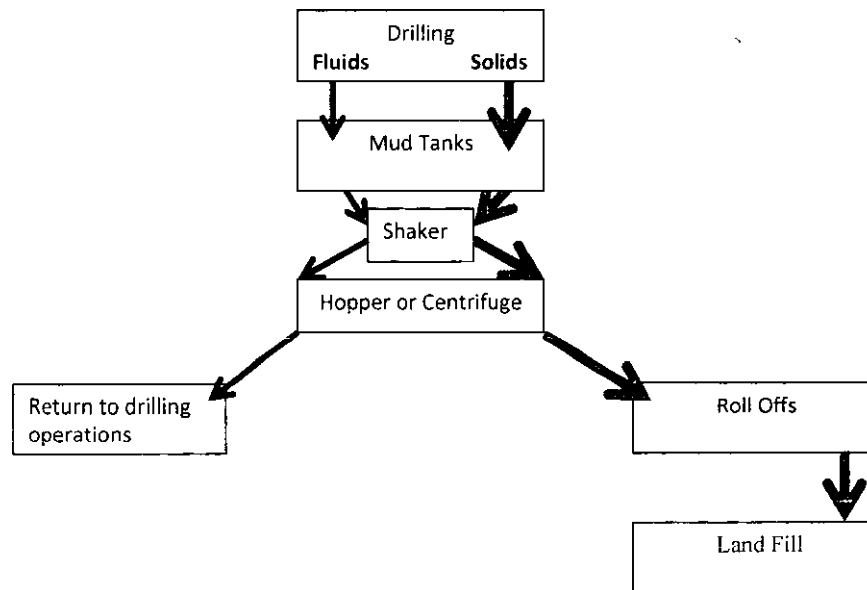 Drilling
Fluids Solids
Mud Tanks
Shaker
Hopper or Centrifuge
Return to drilling
operations
Roll Offs
Land Fill